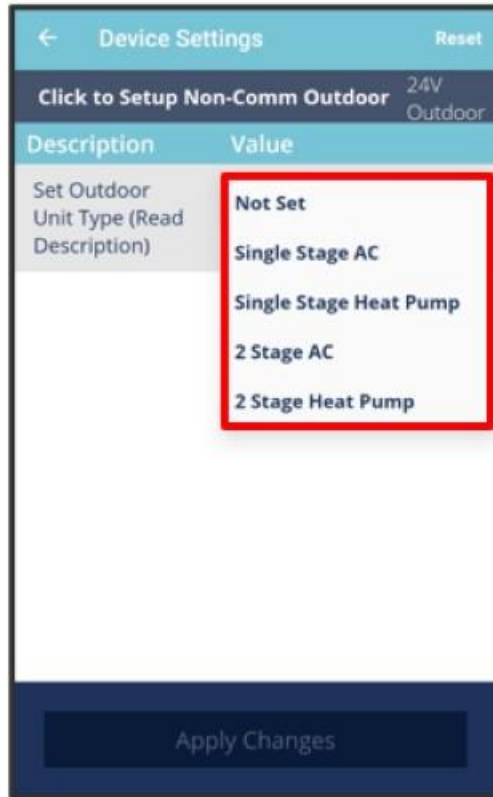 Device Settings
Reset
Click to Setup Non-Comm Outdoor
24V
Outdoor
Description
Value
Set Outdoor
Unit Type (Read
Description)
Not Set
Single Stage AC
Single Stage Heat Pump
2 Stage AC
2 Stage Heat Pump
Apply Changes